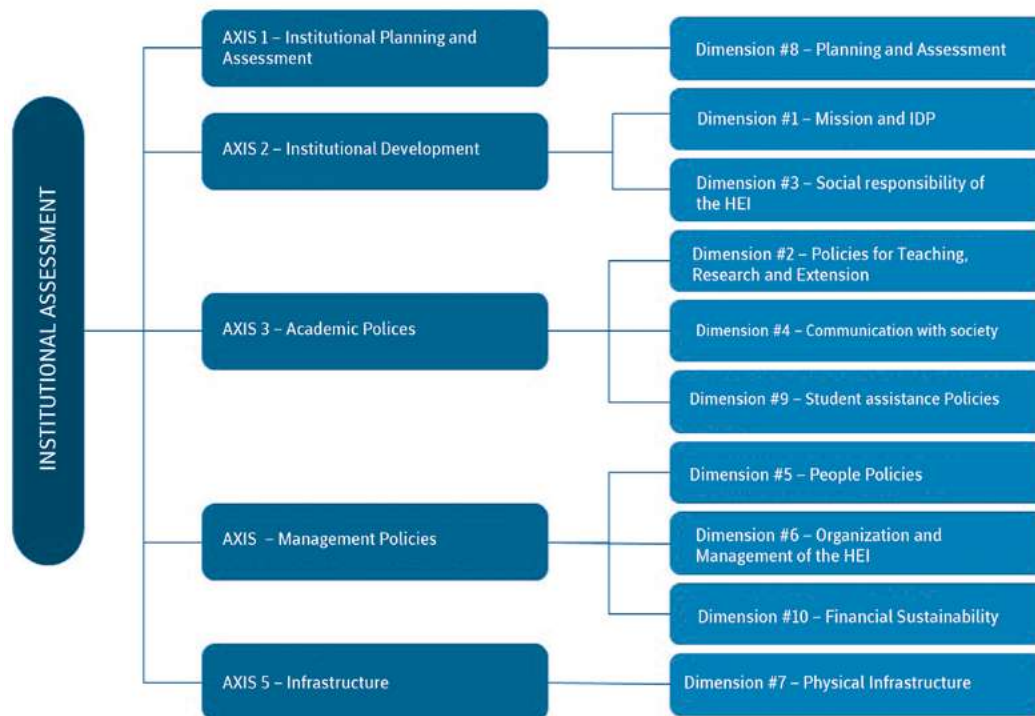 INSTITUTIONAL ASSESSMENT
AXIS 1 – Institutional Planning and
Assessment
Dimension #8 – Planning and Assessment
AXIS 2 – Institutional Development
Dimension #1 – Mission and IDP
Dimension #3 – Social responsibility of
the HEI
AXIS 3 – Academic Polices
Dimension #2 – Policies for Teaching,
Research and Extension
Dimension #4 – Communication with society
Dimension #9 – Student assistance Policies
AXIS  – Management Policies
Dimension #5 – People Policies
Dimension #6 – Organization and
Management of the HEI
Dimension #10 – Financial Sustainability
AXIS 5 – Infrastructure
Dimension #7 – Physical Infrastructure